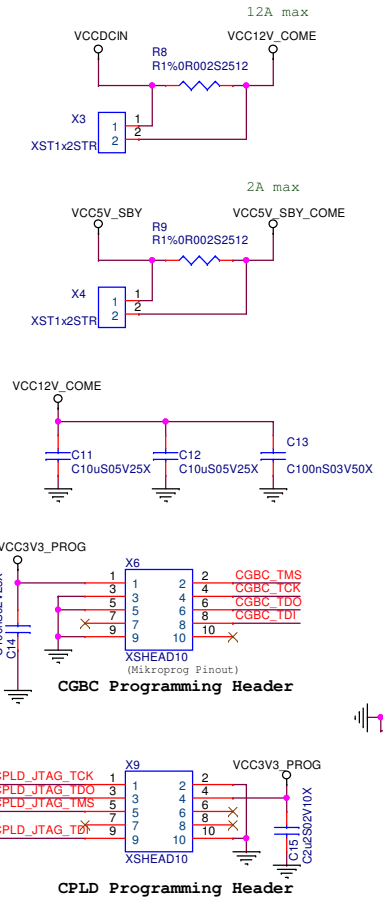 12A max
VCCDCIN
VCC12V_COME
R8
R1%0R002S2512
X3
1
1
2
2
XST1x2STR
2A max
VCC5V_SBY
VCC5V_SBY_COME
R9
R1%0R002S2512
X4
1
1
2
2
XST1x2STR
VCC12V_COME
C11
C10uS05V25X
C12
C10uS05V25X
C13
C100nS03V50X
VCC3V3_PROG
C14
X6
1 1 2 2 CGBC_TMS
3 3 4 4 CGBC_TCK
5 5 6 6 CGBC_TDO
7 7 8 8 CGBC_TDI
9 9 10 10
XSHEAD10
(Mikroprog Pinout)
CGBC Programming Header
X9
VCC3V3_PROG
CPLD_JTAG_TCK 1 1 2 2
CPLD_JTAG_TDO 3 3 4 4
CPLD_JTAG_TMS 5 5 6 6
7 7 8 8
CPLD_JTAG_TDI 9 9 10 10
XSHEAD10
C15
C2u2S02V10X
CPLD Programming Header